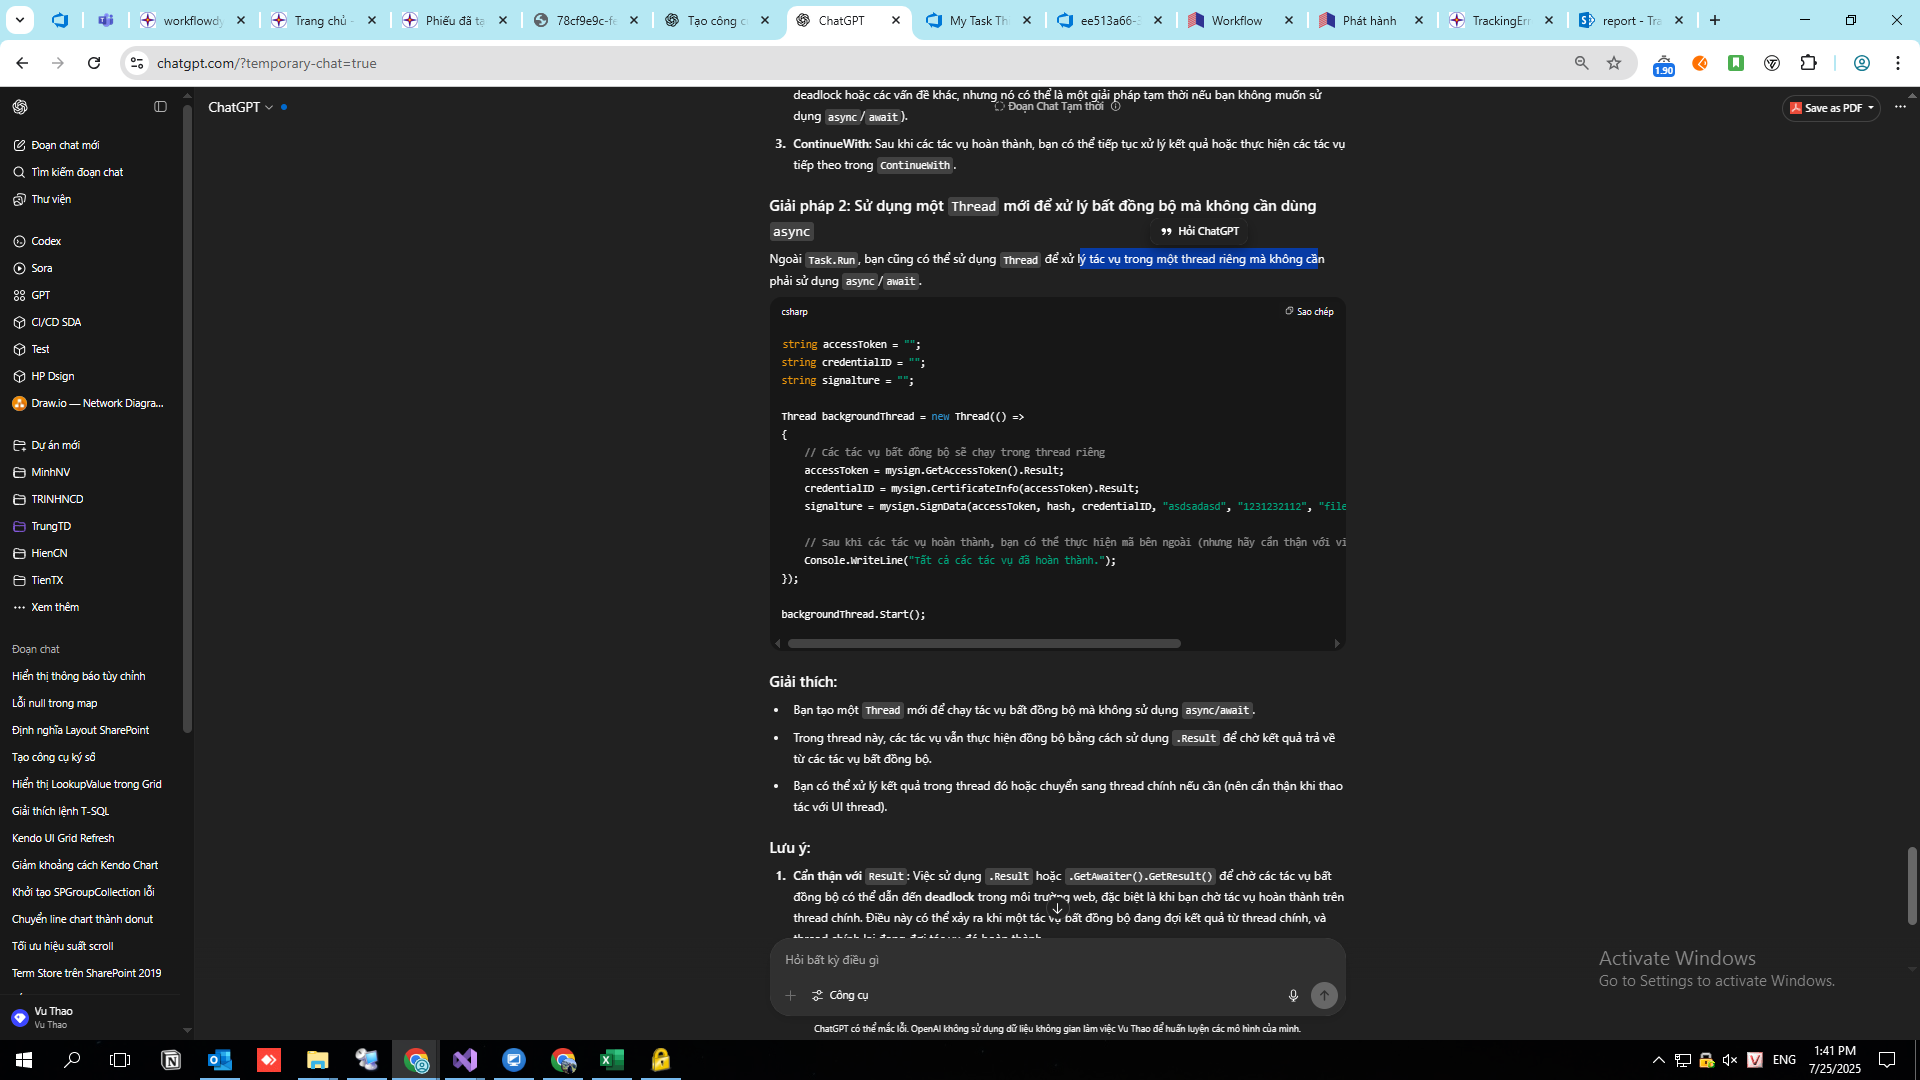 workflowdy
Trang chủ -
Phiếu đã tạ
78cf9e9c-fe
Tạo công c
ChatGPT
My Task Th
ee513a66-3
Workflow
Phát hành
TrackingErr
report - Tra
chatgpt.com/?temporary-chat=true
1.90
ChatGPT
Đoạn Chat Tạm thời
Save as PDF
Đoạn chat mới
Tìm kiếm đoạn chat
Thư viện
Codex
Sora
GPT
CI/CD SDA
Test
HP Dsign
Draw.io — Network Diagra...
Dự án mới
MinhNV
TRINHNCD
TrungTD
HienCN
TienTX
Xem thêm
Đoạn chat
Hiển thị thông báo tùy chỉnh
Lỗi null trong map
Định nghĩa Layout SharePoint
Tạo công cụ ký số
Hiển thị LookupValue trong Grid
Giải thích lệnh T-SQL
Kendo UI Grid Refresh
Giảm khoảng cách Kendo Chart
Khởi tạo SPGroupCollection lỗi
Chuyển line chart thành donut
Tối ưu hiệu suất scroll
Term Store trên SharePoint 2019
Vu Thao
Vu Thao
deadlock hoặc các vấn đề khác, nhưng nó có thể là một giải pháp tạm thời nếu bạn không muốn sử
dụng async / await ).
3. ContinueWith: Sau khi các tác vụ hoàn thành, bạn có thể tiếp tục xử lý kết quả hoặc thực hiện các tác vụ
tiếp theo trong ContinueWith .
Giải pháp 2: Sử dụng một Thread mới để xử lý bất đồng bộ mà không cần dùng
async
Hỏi ChatGPT
Ngoài Task.Run , bạn cũng có thể sử dụng Thread để xử lý tác vụ trong một thread riêng mà không cần
phải sử dụng async / await .
csharp
Sao chép
string accessToken = "";
string credentialID = "";
string signalture = "";
Thread backgroundThread = new Thread(() =>
{
// Các tác vụ bất đồng bộ sẽ chạy trong thread riêng
accessToken = mysign.GetAccessToken().Result;
credentialID = mysign.CertificateInfo(accessToken).Result;
signalture = mysign.SignData(accessToken, hash, credentialID, "asdsadasd", "1231232112", "file
// Sau khi các tác vụ hoàn thành, bạn có thể thực hiện mã bên ngoài (nhưng hãy cẩn thận với vi
Console.WriteLine("Tất cả các tác vụ đã hoàn thành.");
});
backgroundThread.Start();
Giải thích:
• Bạn tạo một Thread mới để chạy tác vụ bất đồng bộ mà không sử dụng async/await .
• Trong thread này, các tác vụ vẫn thực hiện đồng bộ bằng cách sử dụng .Result để chờ kết quả trả về
từ các tác vụ bất đồng bộ.
• Bạn có thể xử lý kết quả trong thread đó hoặc chuyển sang thread chính nếu cần (nên cẩn thận khi thao
tác với UI thread).
Lưu ý:
1. Cẩn thận với Result : Việc sử dụng .Result hoặc .GetAwaiter().GetResult() để chờ các tác vụ bất
đồng bộ có thể dẫn đến deadlock trong môi trường web, đặc biệt là khi bạn chờ tác vụ hoàn thành trên
thread chính. Điều này có thể xảy ra khi một tác vụ bất đồng bộ đang đợi kết quả từ thread chính, và
thread chính lại đang đợi tác vụ đó hoàn thành.
Hỏi bất kỳ điều gì
Công cụ
ChatGPT có thể mắc lỗi. OpenAI không sử dụng dữ liệu không gian làm việc Vu Thao để huấn luyện các mô hình của mình.
Activate Windows
Go to Settings to activate Windows.
ENG
1:41 PM
7/25/2025